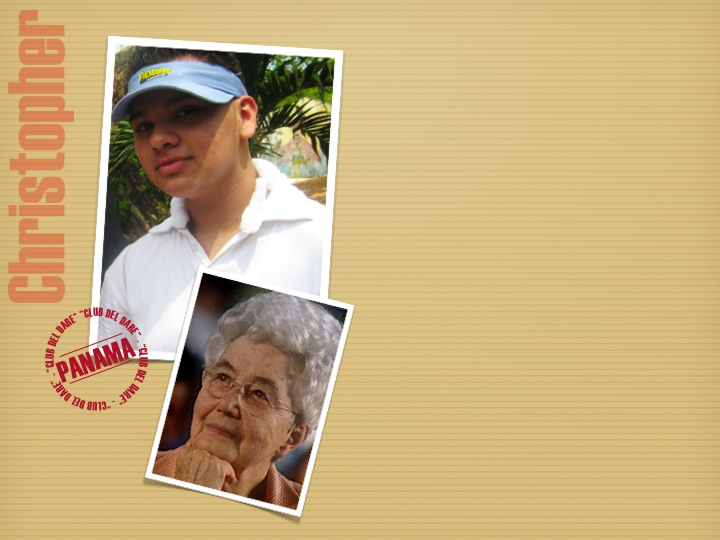 Christopher
"CLUB DEL DARE" - "CLUB DEL DARE" - "CLUB DEL DARE" - "CLUB DEL DARE" -
PANAMA